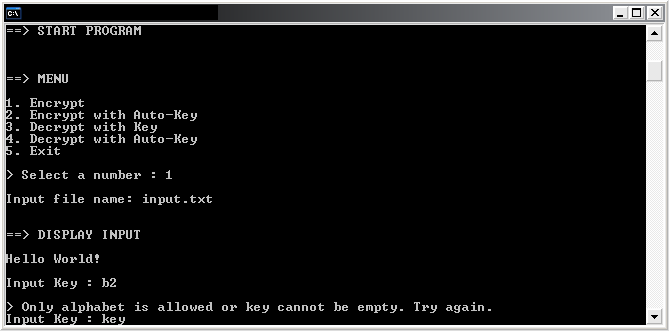 C:\
==> START PROGRAM
==> MENU
1. Encrypt
2. Encrypt with Auto-Key
3. Decrypt with Key
4. Decrypt with Auto-Key
5. Exit
> Select a number : 1
Input file name: input.txt
==> DISPLAY INPUT
Hello World!
Input Key : b2
> Only alphabet is allowed or key cannot be empty. Try again.
Input Key : key